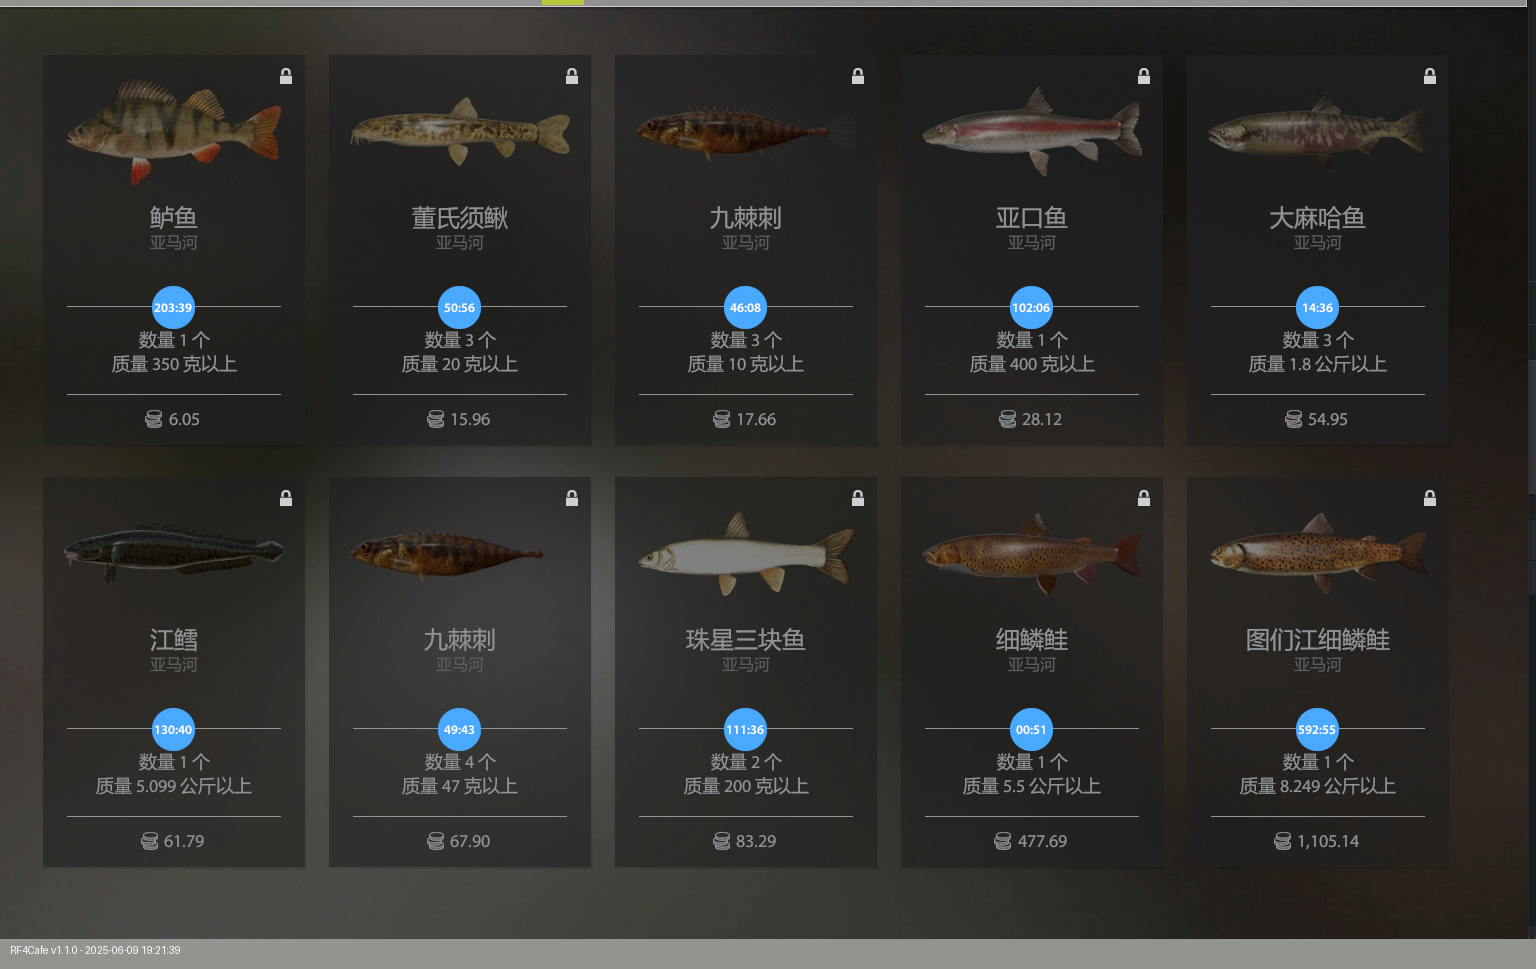 鲈鱼
亚马河
203:39
数量 1 个
质量 350 克以上
6.05
董氏须鳅
亚马河
50:56
数量 3 个
质量 20 克以上
15.96
九棘刺
亚马河
46:08
数量 3 个
质量 10 克以上
17.66
亚口鱼
亚马河
102:06
数量 1 个
质量 400 克以上
28.12
大麻哈鱼
亚马河
14:36
数量 3 个
质量 1.8 公斤以上
54.95
江鳕
亚马河
130:40
数量 1 个
质量 5.099 公斤以上
61.79
九棘刺
亚马河
49:43
数量 4 个
质量 47 克以上
67.90
珠星三块鱼
亚马河
111:36
数量 2 个
质量 200 克以上
83.29
细鳞鲑
亚马河
00:51
数量 1 个
质量 5.5 公斤以上
477.69
图们江细鳞鲑
亚马河
592:55
数量 1 个
质量 8.249 公斤以上
1,105.14
RF4Cafe v1.1.0 - 2025-06-09 19:21:39